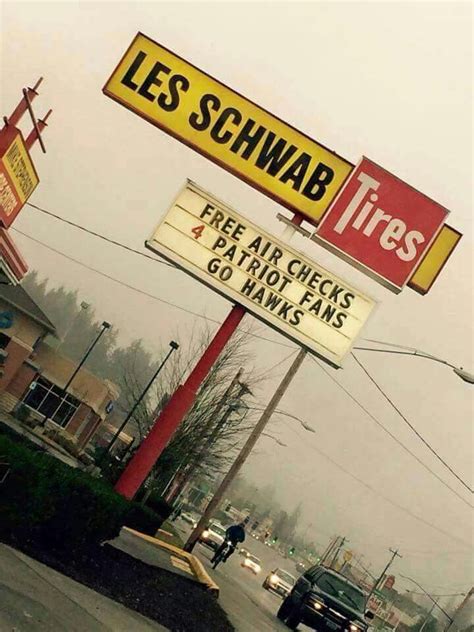 LES SCHWAB
Tires
FREE AIR CHECKS
4 PATRIOT FANS
GO HAWKS